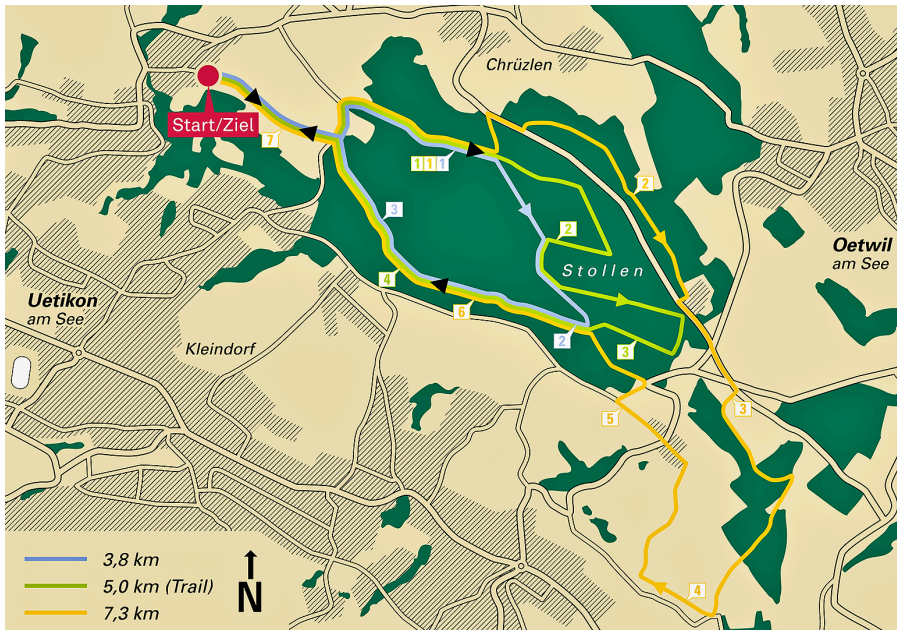 Chrüzlen
Start/Ziel
7
1 1 1
2
3
2
Oetwil
am See
Stollen
4
Uetikon
am See
6
2
3
Kleindorf
5
3
4
3,8 km
5,0 km (Trail)
7,3 km
N